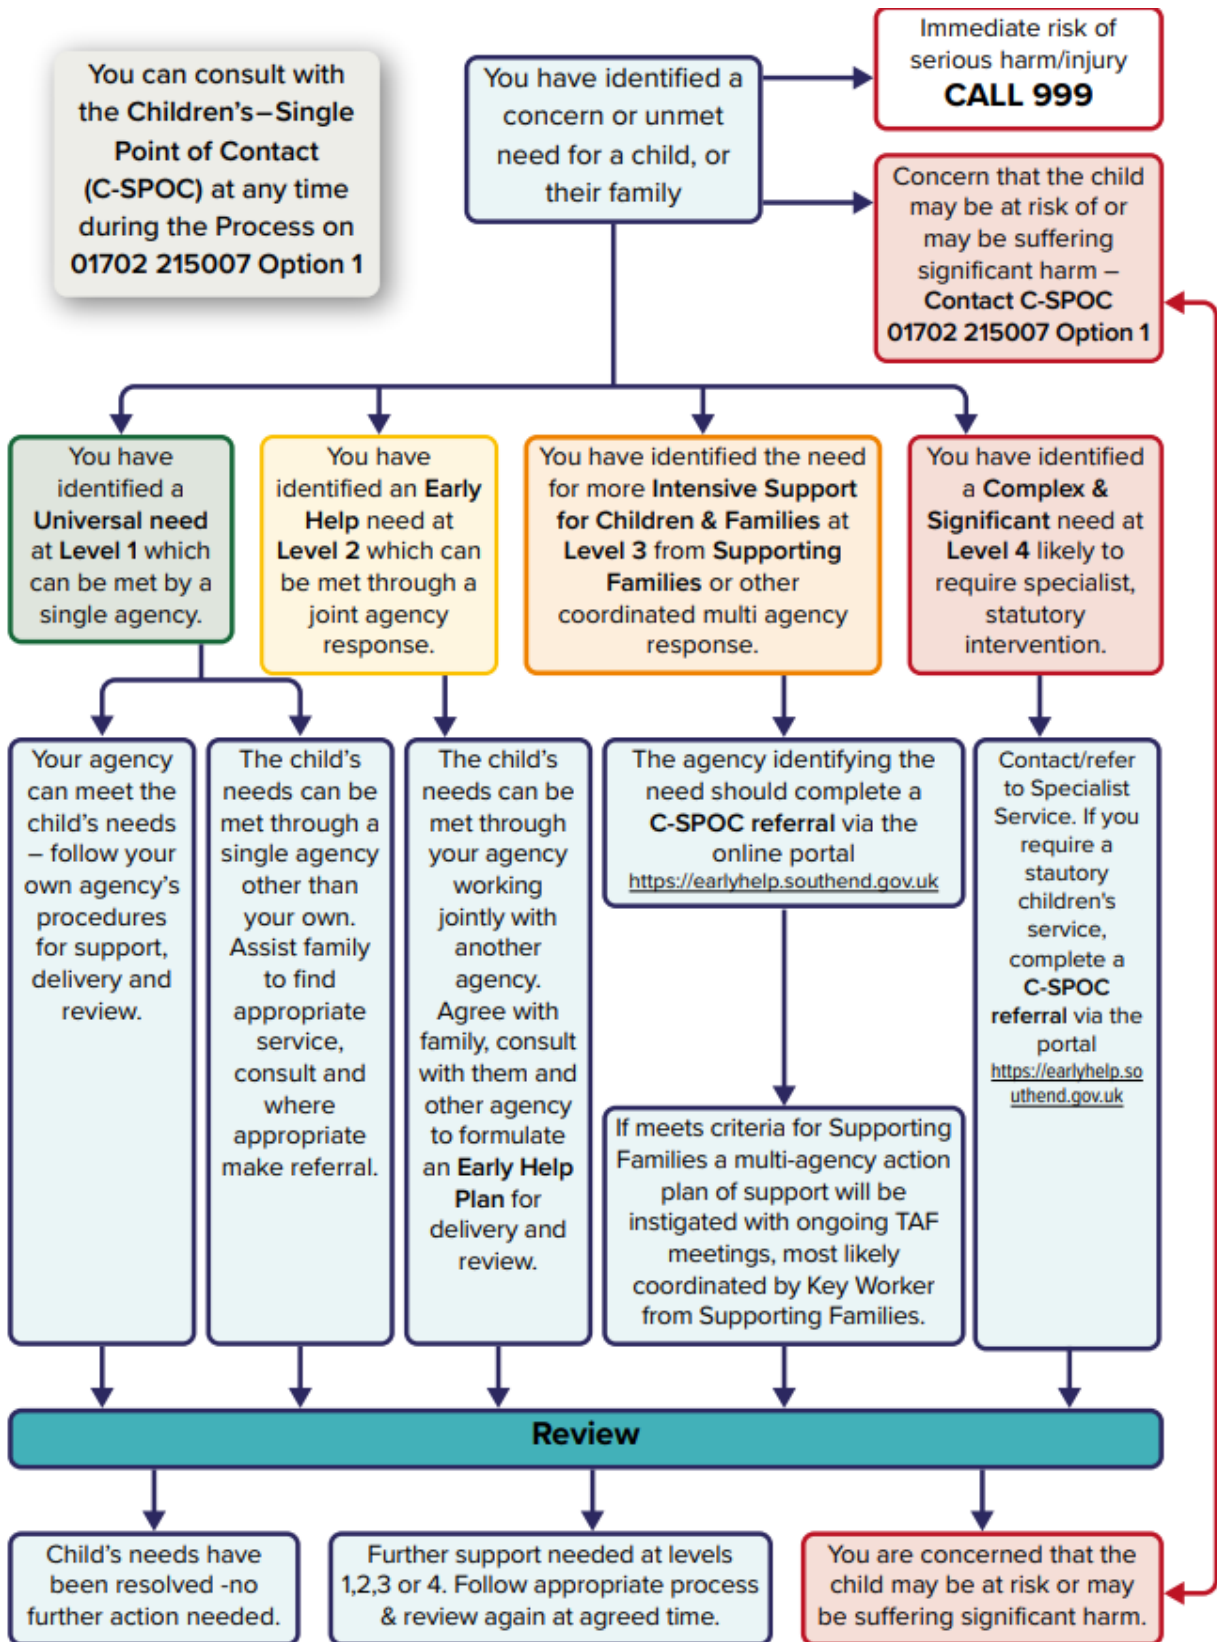 You can consult with
the Children's – Single
Point of Contact
(C-SPOC) at any time
during the Process on
01702 215007 Option 1
You have identified a
concern or unmet
need for a child, or
their family
Immediate risk of
serious harm/injury
CALL 999
Concern that the child
may be at risk of or
may be suffering
significant harm –
Contact C-SPOC
01702 215007 Option 1
You have
identified a
Universal need
at Level 1 which
can be met by a
single agency.
You have
identified an Early
Help need at
Level 2 which can
be met through a
joint agency
response.
You have identified the need
for more Intensive Support
for Children & Families at
Level 3 from Supporting
Families or other
coordinated multi agency
response.
You have identified
a Complex &
Significant need at
Level 4 likely to
require specialist,
statutory
intervention.
Your agency
can meet the
child's needs
– follow your
own agency's
procedures
for support,
delivery and
review.
The child's
needs can be
met through a
single agency
other than
your own.
Assist family
to find
appropriate
service,
consult and
where
appropriate
make referral.
The child's
needs can be
met through
your agency
working
jointly with
another
agency.
Agree with
family, consult
with them and
other agency
to formulate
an Early Help
Plan for
delivery and
review.
The agency identifying the
need should complete a
C-SPOC referral via the
online portal
https://earlyhelp.southend.gov.uk
If meets criteria for Supporting
Families a multi-agency action
plan of support will be
instigated with ongoing TAF
meetings, most likely
coordinated by Key Worker
from Supporting Families.
Contact/refer
to Specialist
Service. If you
require a
stautory
children's
service,
complete a
C-SPOC
referral via the
portal
https://earlyhelp.so
uthend.gov.uk
Review
Child's needs have
been resolved -no
further action needed.
Further support needed at levels
1,2,3 or 4. Follow appropriate process
& review again at agreed time.
You are concerned that the
child may be at risk or may
be suffering significant harm.